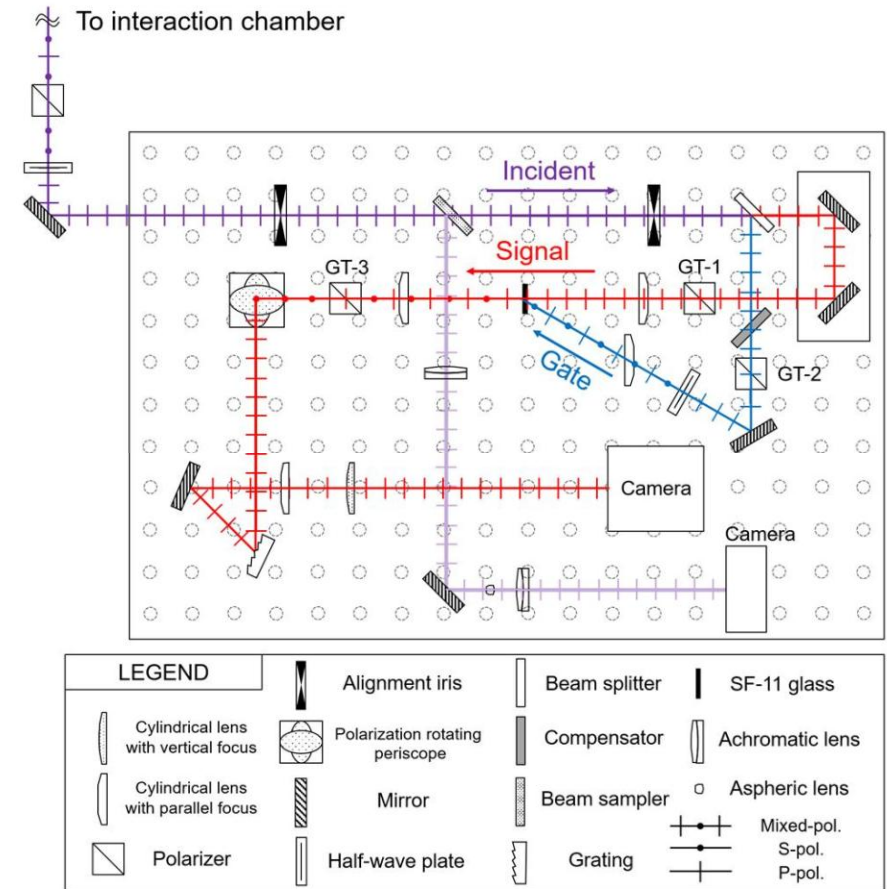 To interaction chamber
Incident
Signal
GT-3
GT-1
Gate
GT-2
Camera
Camera
LEGEND
Cylindrical lens
with vertical focus
Cylindrical lens
with parallel focus
Polarizer
Alignment iris
Polarization rotating
periscope
Mirror
Half-wave plate
Beam splitter
Compensator
Beam sampler
Grating
SF-11 glass
Achromatic lens
Aspheric lens
Mixed-pol.
S-pol.
P-pol.